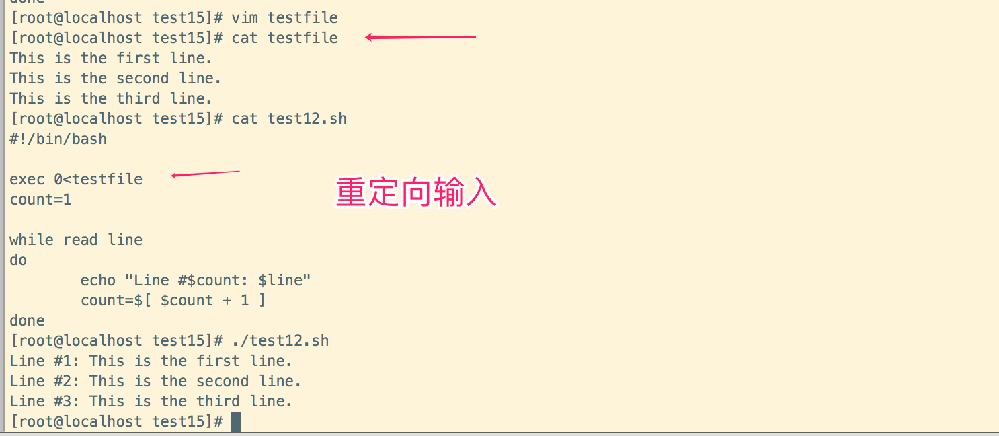 done
[root@localhost test15]# vim testfile
[root@localhost test15]# cat testfile
This is the first line.
This is the second line.
This is the third line.
[root@localhost test15]# cat test12.sh
#!/bin/bash
exec 0<testfile
重定向输入
count=1
while read line
do
        echo "Line #$count: $line"
        count=$[ $count + 1 ]
done
[root@localhost test15]# ./test12.sh
Line #1: This is the first line.
Line #2: This is the second line.
Line #3: This is the third line.
[root@localhost test15]#